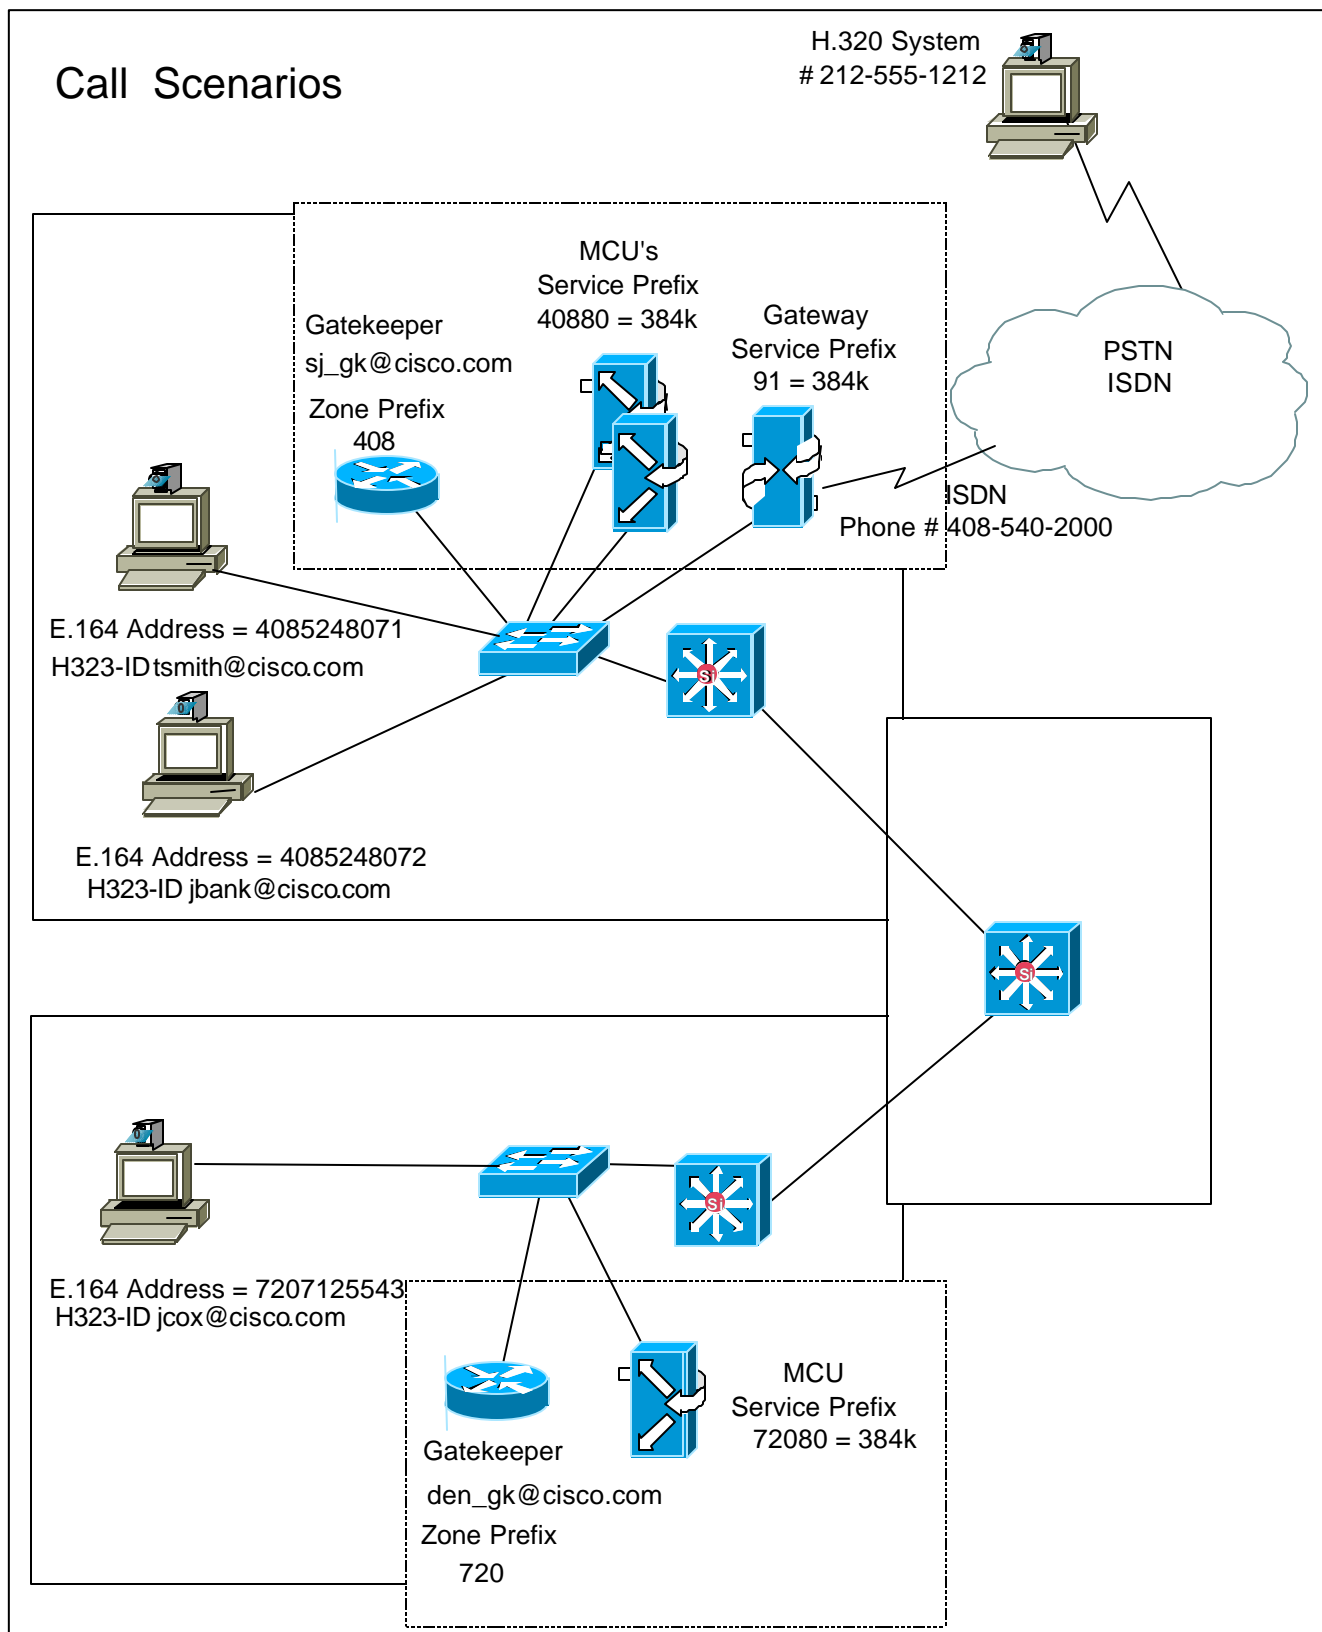 Call Scenarios
H.320 System
# 212-555-1212
MCU's
Service Prefix
40880 = 384k
Gateway
Service Prefix
91 = 384k
Gatekeeper
sj_gk@cisco.com
Zone Prefix
408
PSTN
ISDN
ISDN
Phone # 408-540-2000
E.164 Address = 4085248071
H323-ID tsmith@cisco.com
Si
E.164 Address = 4085248072
H323-ID jbank@cisco.com
Si
Si
E.164 Address = 7207125543
H323-ID jcox@cisco.com
MCU
Service Prefix
72080 = 384k
Gatekeeper
den_gk@cisco.com
Zone Prefix
720